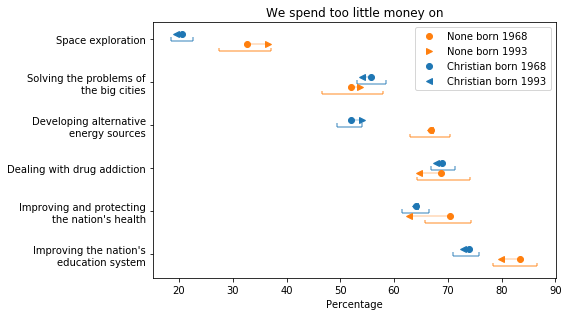 We spend too little money on
Space exploration
Solving the problems of
the big cities
Developing alternative
energy sources
Dealing with drug addiction
Improving and protecting
the nation's health
Improving the nation's
education system
None born 1968
None born 1993
Christian born 1968
Christian born 1993
20 30 40 50 60 70 80 90
Percentage